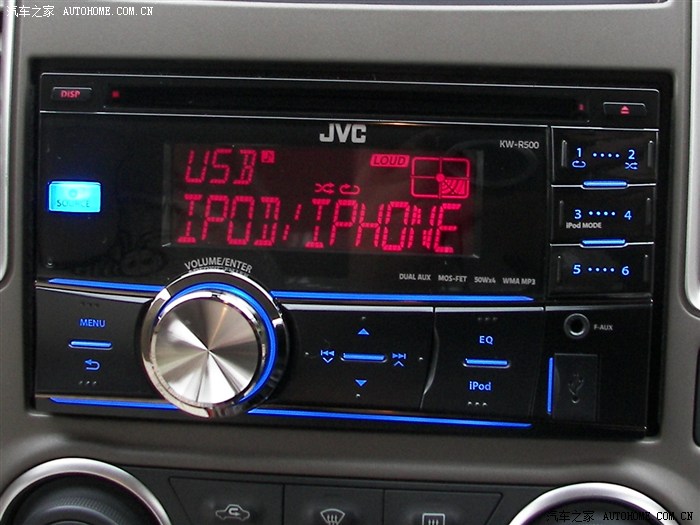 汽车之家 AUTOHOME.COM.CN
DISP
JVC
KW-R500
USB
LOUD
IPOD/IPHONE
SOURCE
1 2
3 4
iPod MODE
5 6
VOLUME/ENTER
DUAL AUX MOS-FET 50Wx4 WMA MP3
MENU
EQ
iPod
F-AUX
汽车之家 AUTOHOME.COM.CN